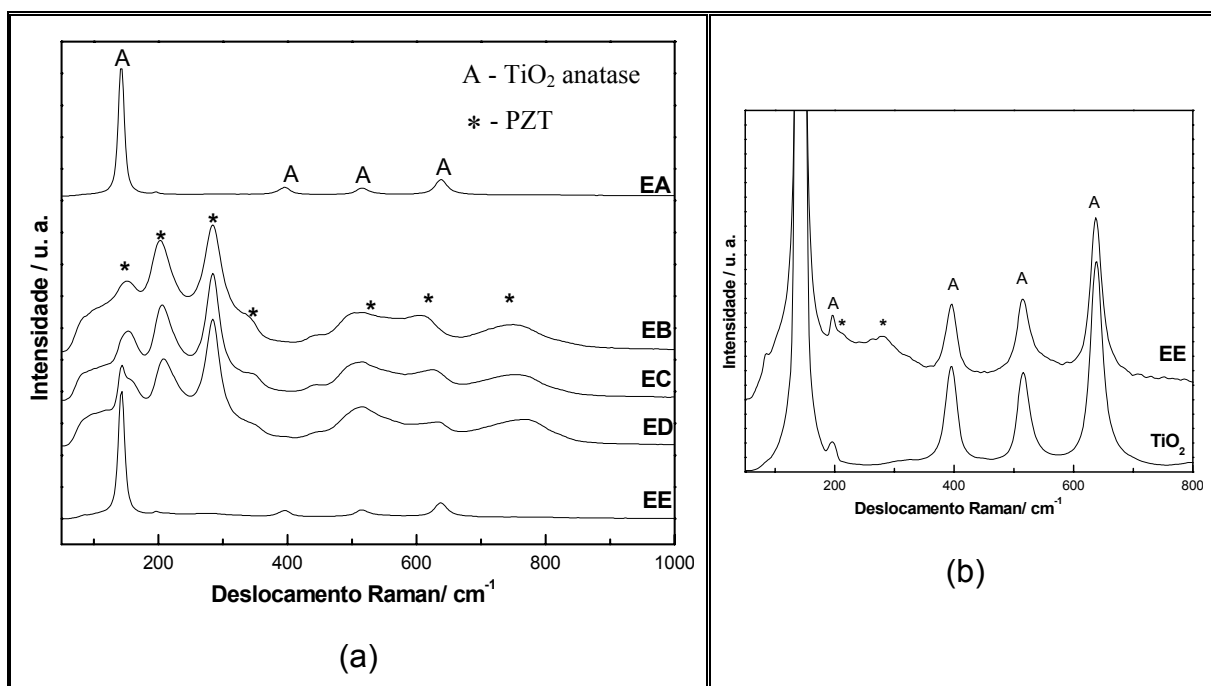 A
A - TiO₂ anatase
* - PZT
A
A
A
EA
*
*
*
*
*
*
*
EB
EC
ED
EE
Intensidade / u. a.
200
400
600
800
1000
Deslocamento Raman/ cm⁻¹
(a)
A
A
A
A
*
*
EE
TiO₂
Intensidade / u. a.
200
400
600
800
Deslocamento Raman/ cm⁻¹
(b)